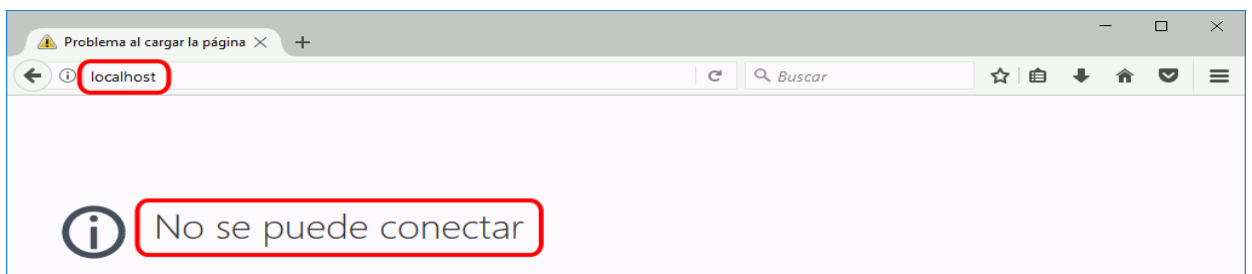 Problema al cargar la página
localhost
Buscar
No se puede conectar